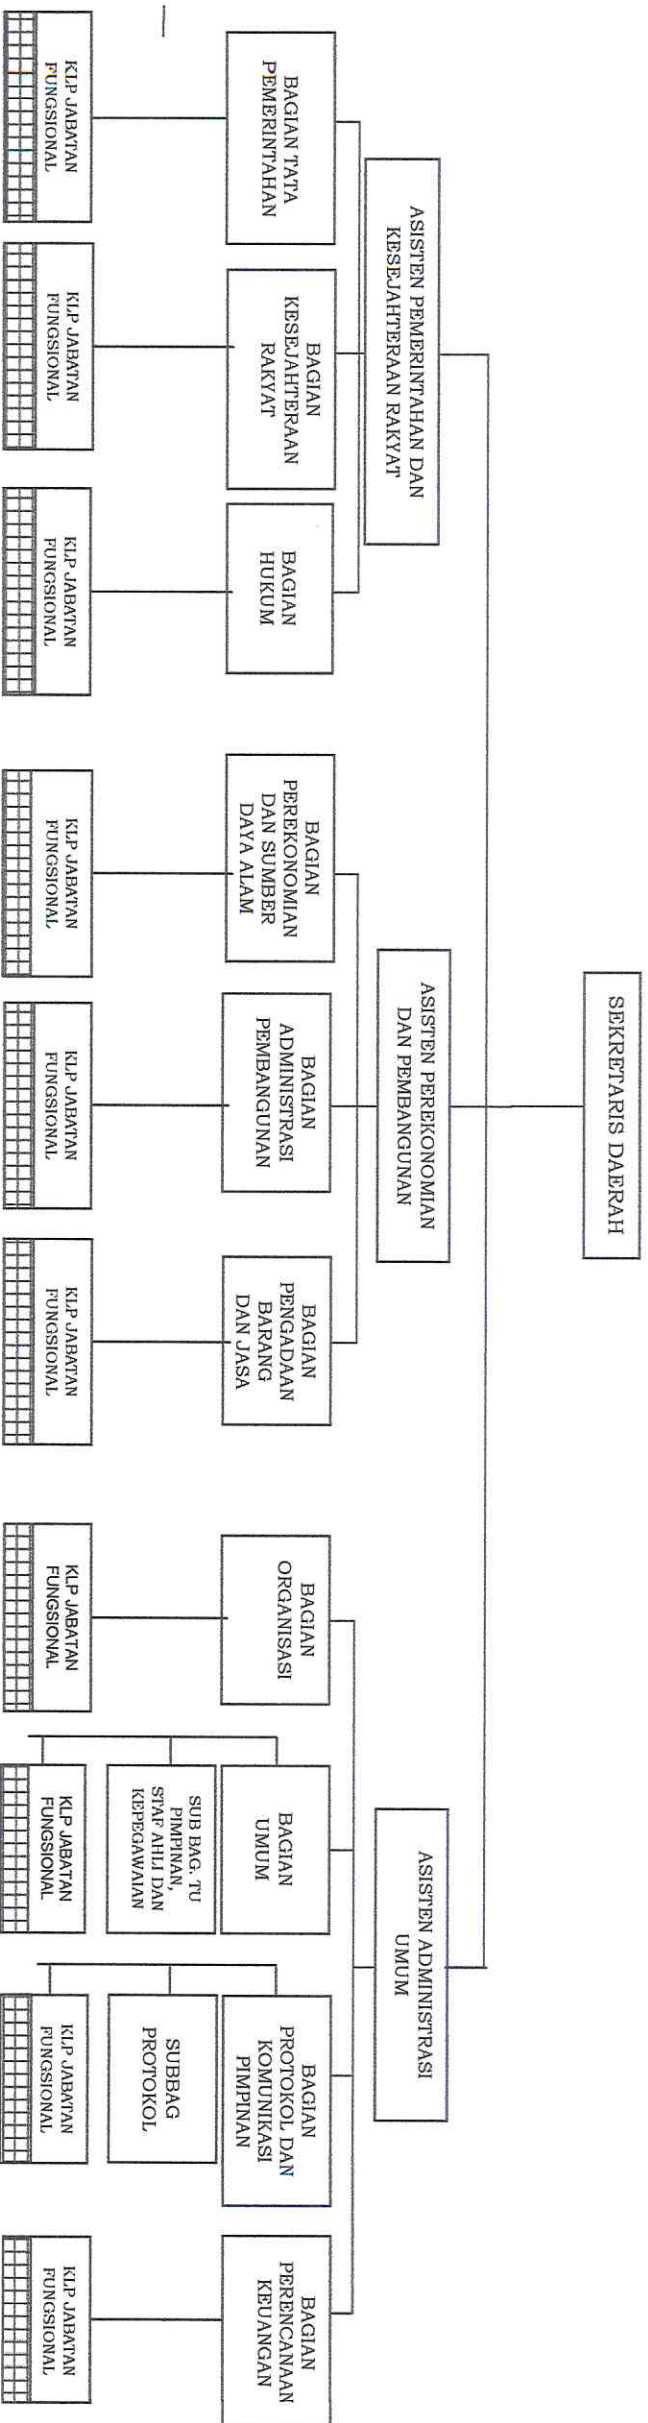 SEKRETARIS DAERAH
ASISTEN PEMERINTAHAN DAN
KESEJAHTERAAN RAKYAT
ASISTEN PEREKONOMIAN
DAN PEMBANGUNAN
ASISTEN ADMINISTRASI
UMUM
BAGIAN TATA
PEMERINTAHAN
BAGIAN
KESEJAHTERAAN
RAKYAT
BAGIAN
HUKUM
BAGIAN
PEREKONOMIAN
DAN SUMBER
DAYA ALAM
BAGIAN
ADMINISTRASI
PEMBANGUNAN
BAGIAN
PENGADAAN
BARANG
DAN JASA
BAGIAN
ORGANISASI
BAGIAN
UMUM
BAGIAN
PROTOKOL DAN
KOMUNIKASI
PIMPINAN
BAGIAN
PERENCANAAN
KEUANGAN
SUB BAG. TU
PIMPINAN,
STAF AHLI DAN
KEPEGAWAIAN
SUBBAG
PROTOKOL
KLP JABATAN
FUNGSIONAL
KLP JABATAN
FUNGSIONAL
KLP JABATAN
FUNGSIONAL
KLP JABATAN
FUNGSIONAL
KLP JABATAN
FUNGSIONAL
KLP JABATAN
FUNGSIONAL
KLP JABATAN
FUNGSIONAL
KLP JABATAN
FUNGSIONAL
KLP JABATAN
FUNGSIONAL
KLP JABATAN
FUNGSIONAL